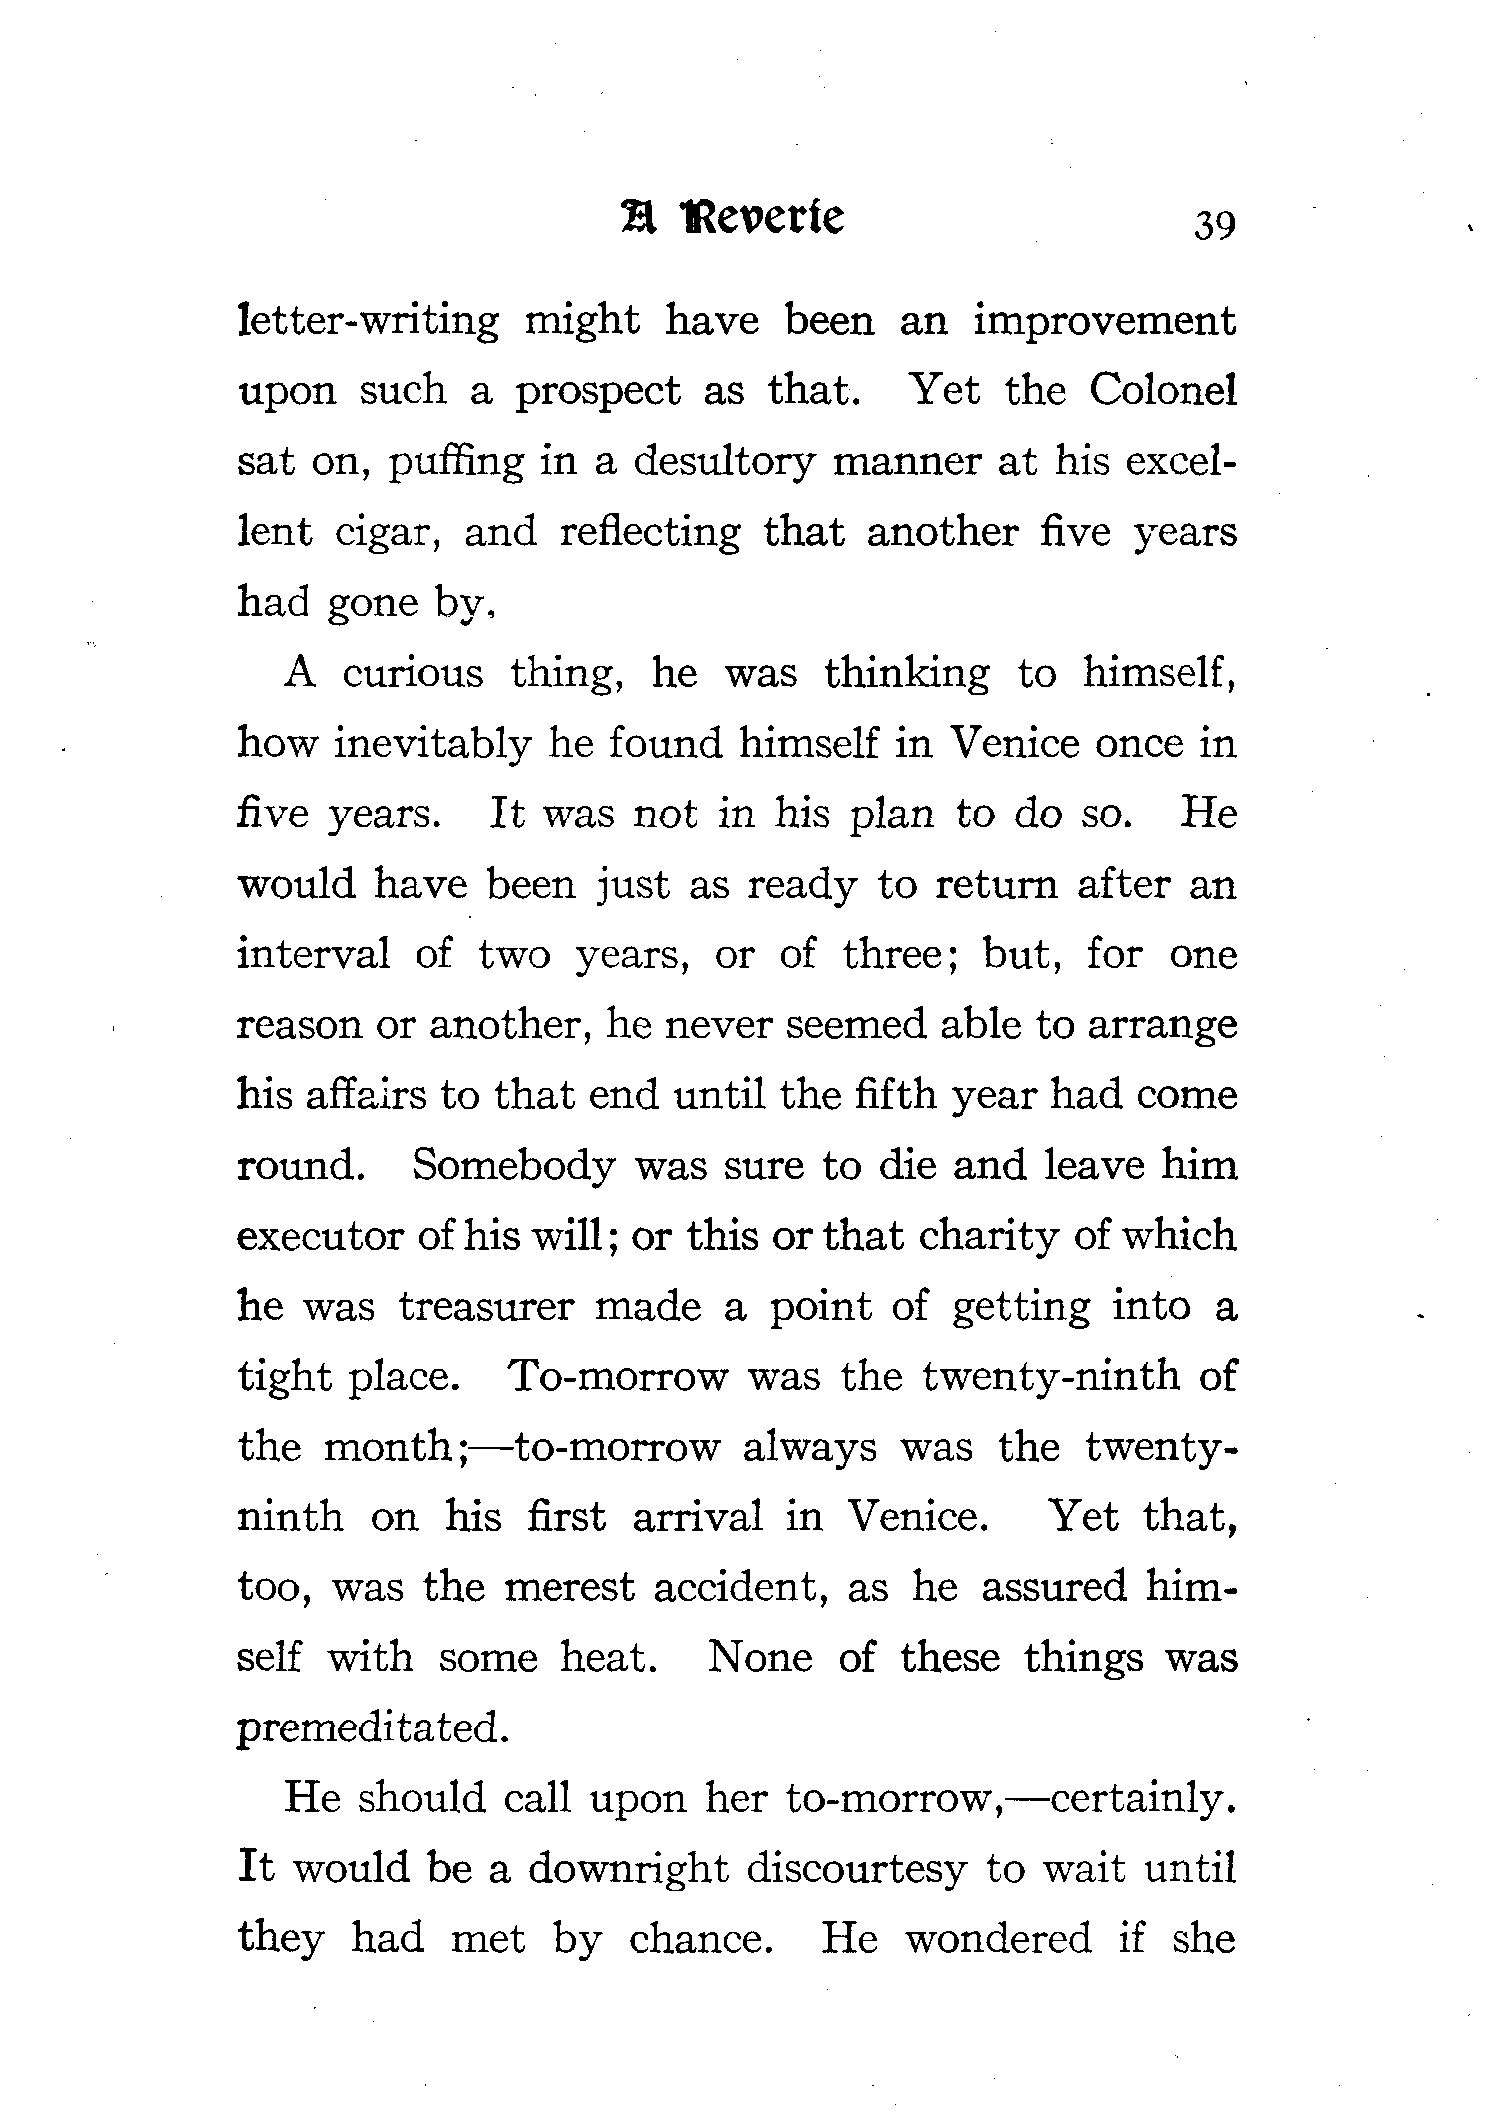 A Reverie 39
letter-writing might have been an improvement
upon such a prospect as that. Yet the Colonel
sat on, puffing in a desultory manner at his excel-
lent cigar, and reflecting that another five years
had gone by.
A curious thing, he was thinking to himself,
how inevitably he found himself in Venice once in
five years. It was not in his plan to do so. He
would have been just as ready to return after an
interval of two years, or of three; but, for one
reason or another, he never seemed able to arrange
his affairs to that end until the fifth year had come
round. Somebody was sure to die and leave him
executor of his will; or this or that charity of which
he was treasurer made a point of getting into a
tight place. To-morrow was the twenty-ninth of
the month;—to-morrow always was the twenty-
ninth on his first arrival in Venice. Yet that,
too, was the merest accident, as he assured him-
self with some heat. None of these things was
premeditated.
He should call upon her to-morrow,—certainly.
It would be a downright discourtesy to wait until
they had met by chance. He wondered if she